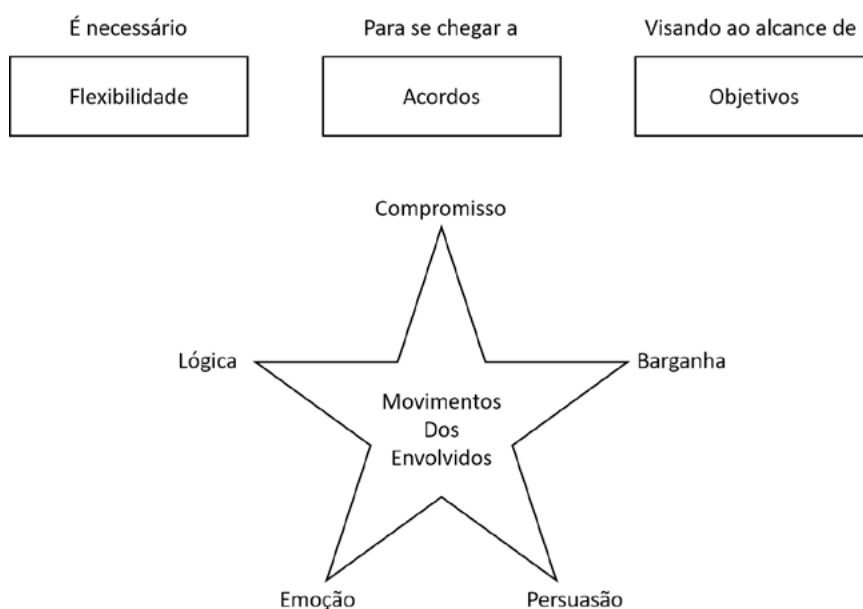 É necessário
Para se chegar a
Visando ao alcance de
Flexibilidade
Acordos
Objetivos
Compromisso
Lógica
Barganha
Movimentos
Dos
Envolvidos
Emoção
Persuasão